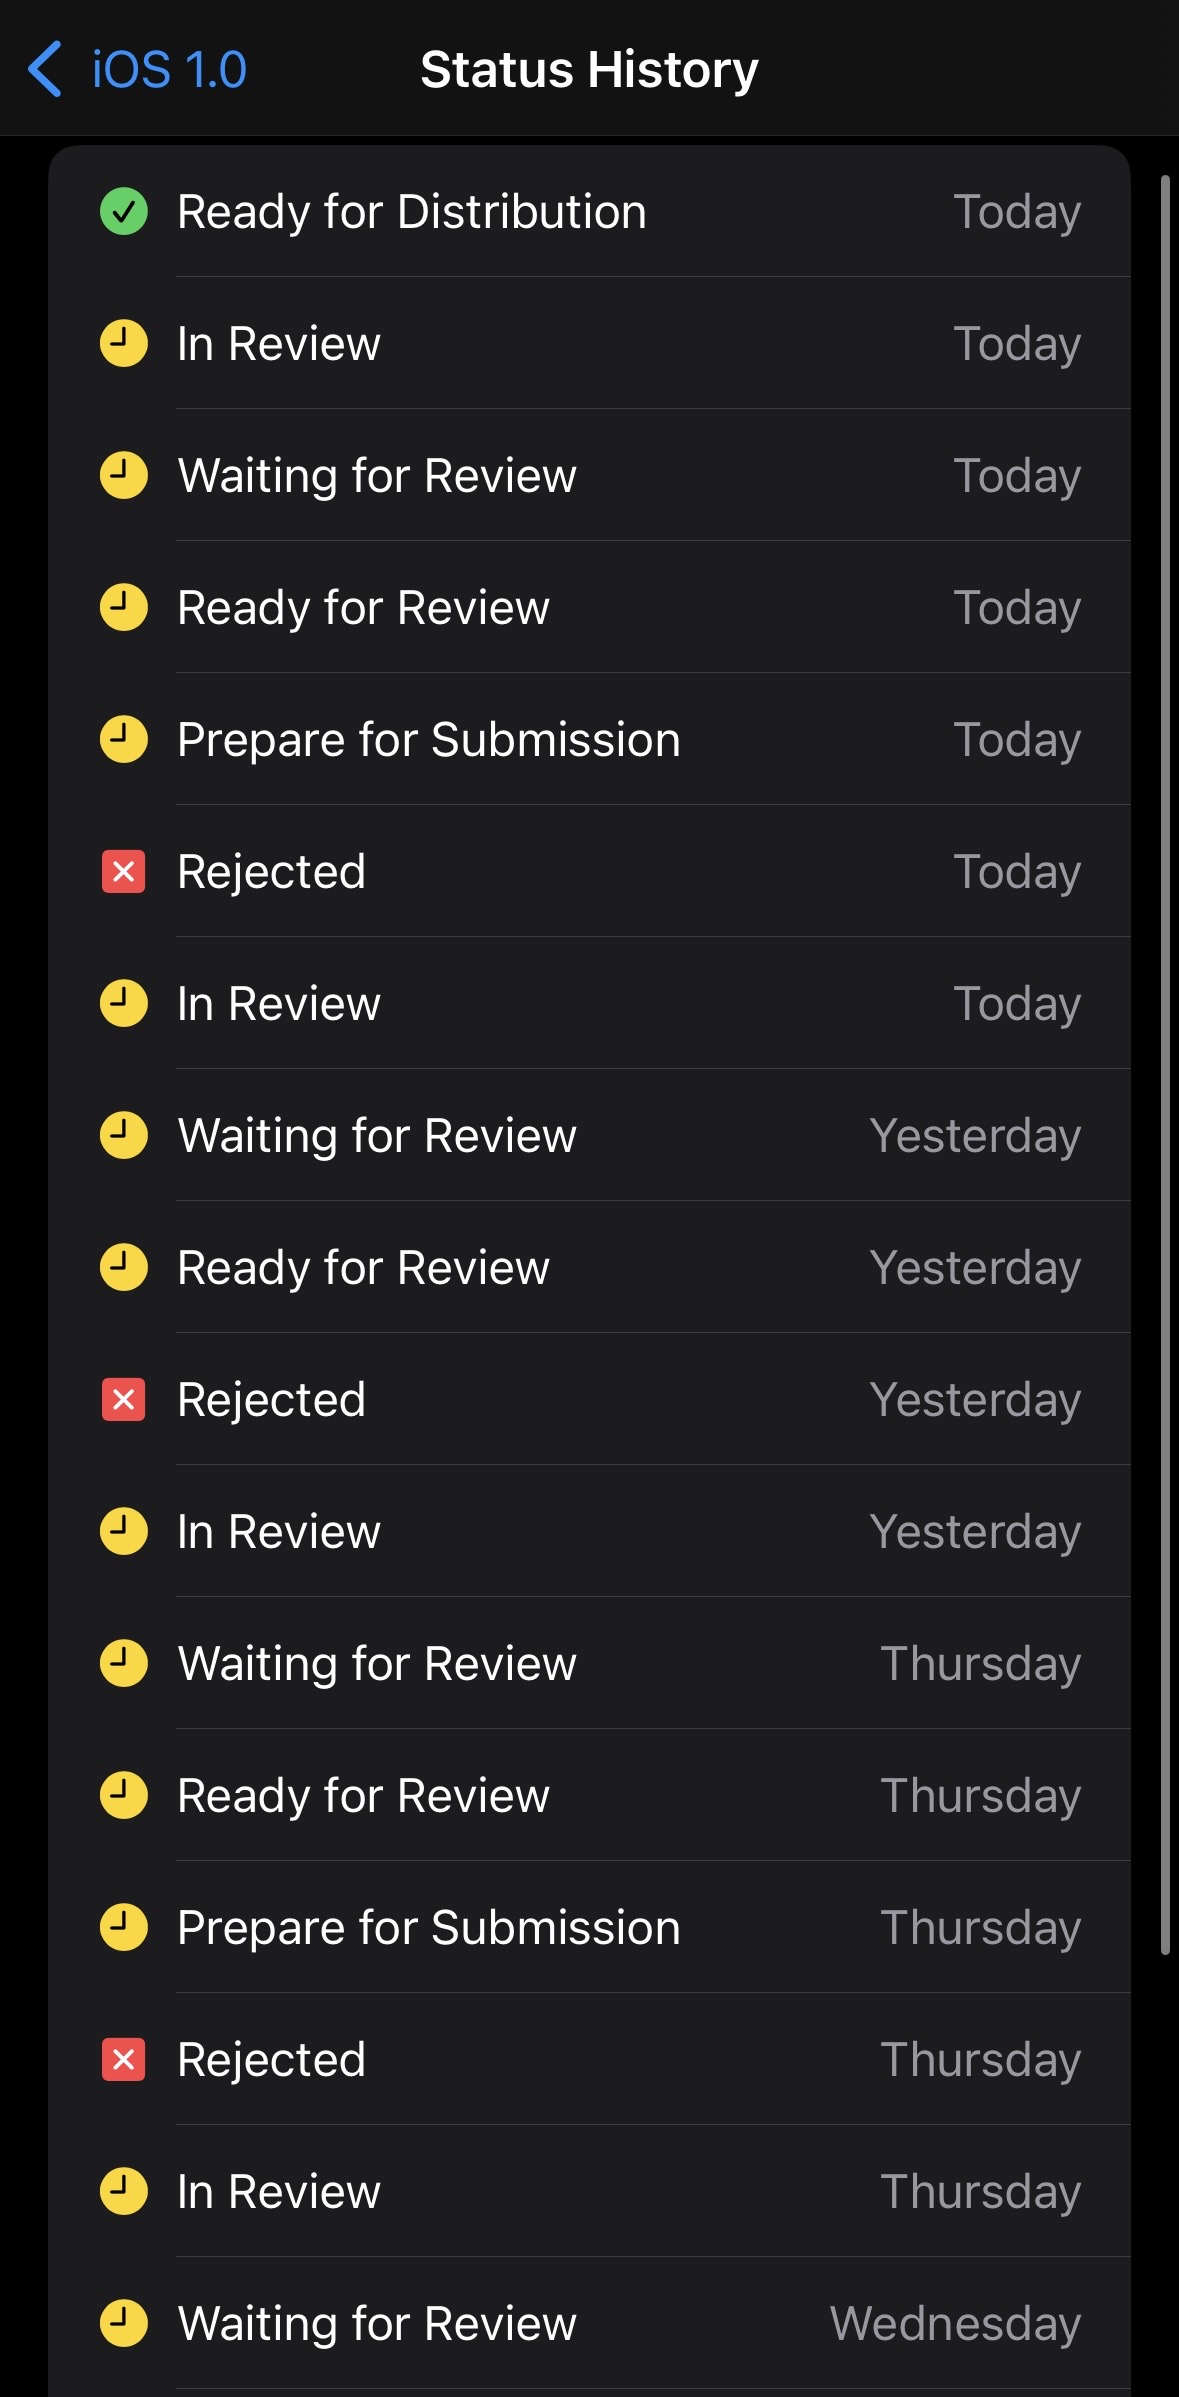 iOS 1.0 Status History
Ready for Distribution Today
In Review Today
Waiting for Review Today
Ready for Review Today
Prepare for Submission Today
Rejected Today
In Review Today
Waiting for Review Yesterday
Ready for Review Yesterday
Rejected Yesterday
In Review Yesterday
Waiting for Review Thursday
Ready for Review Thursday
Prepare for Submission Thursday
Rejected Thursday
In Review Thursday
Waiting for Review Wednesday